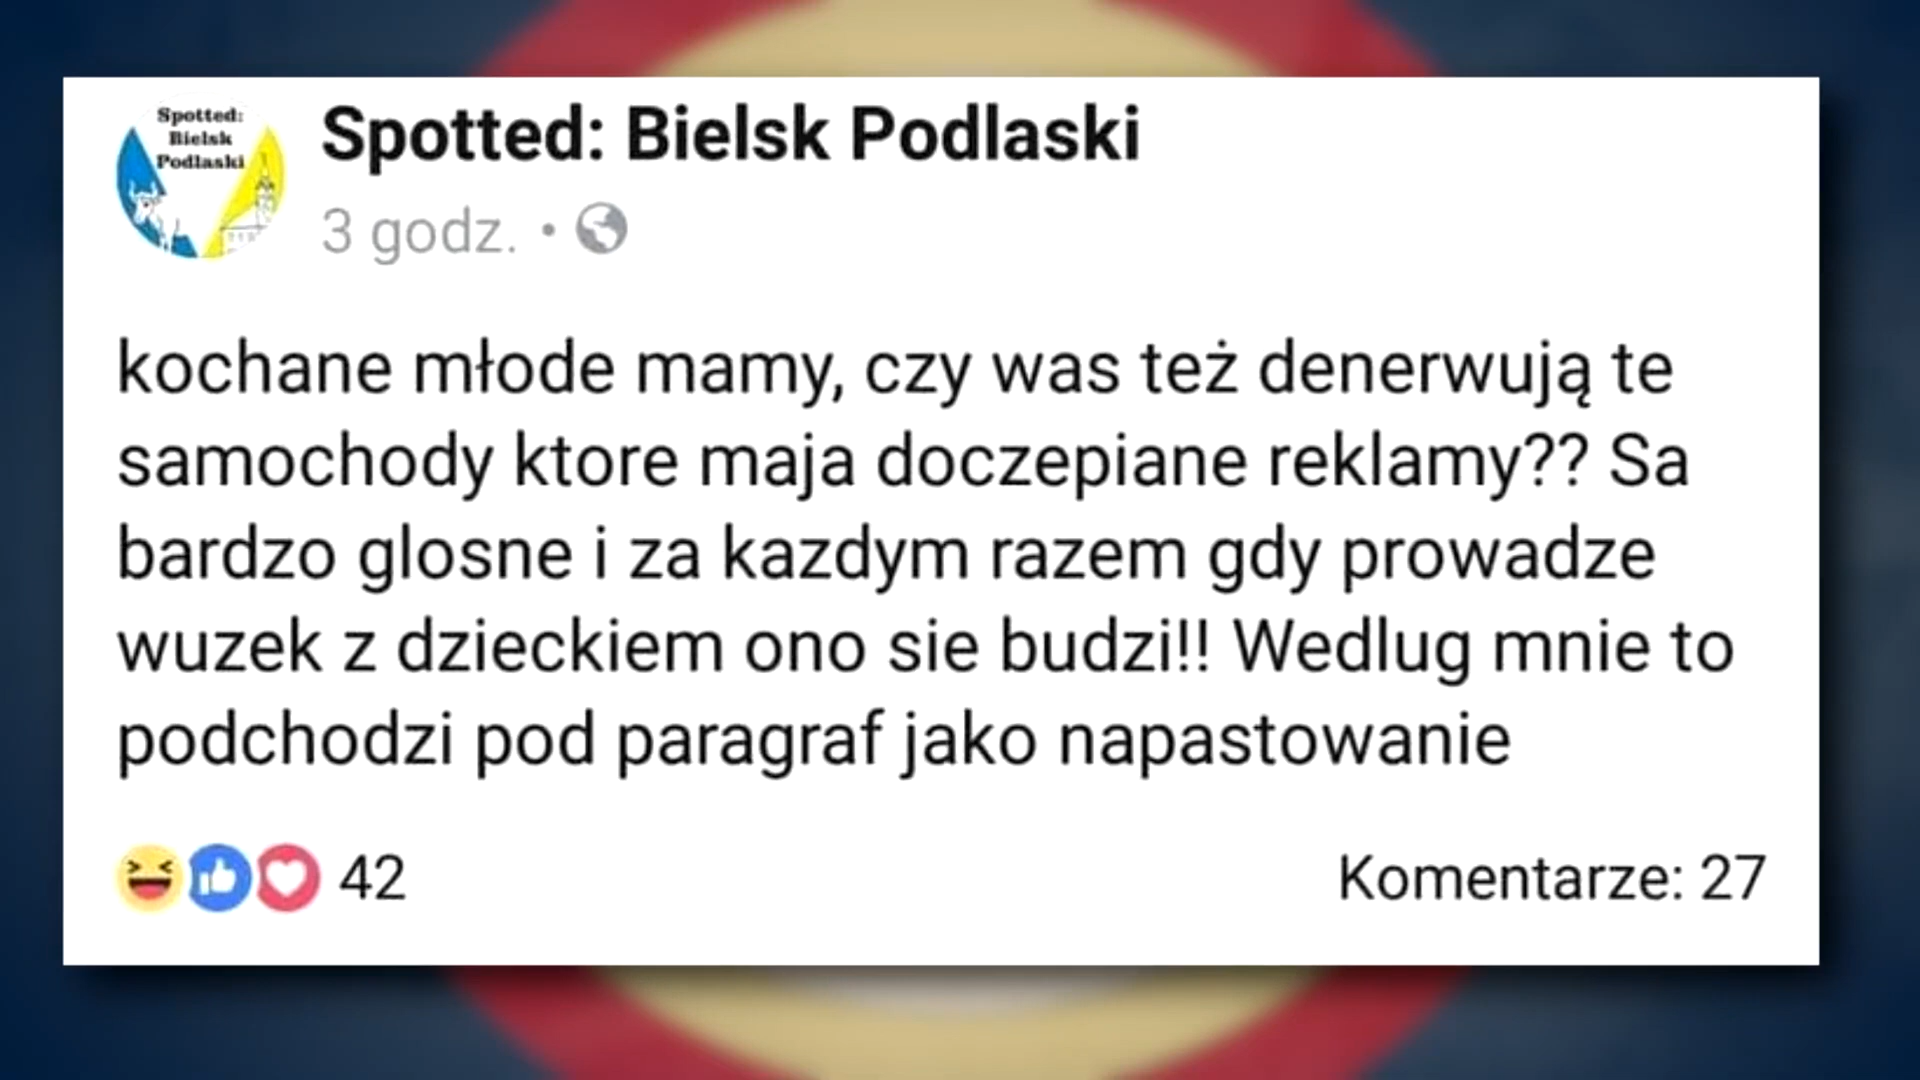 Spotted:
Bielsk
Podlaski
Spotted: Bielsk Podlaski
3 godz. •
kochane młode mamy, czy was też denerwują te
samochody ktore maja doczepiane reklamy?? Sa
bardzo glosne i za kazdym razem gdy prowadze
wuzek z dzieckiem ono sie budzi!! Wedlug mnie to
podchodzi pod paragraf jako napastowanie
42
Komentarze: 27